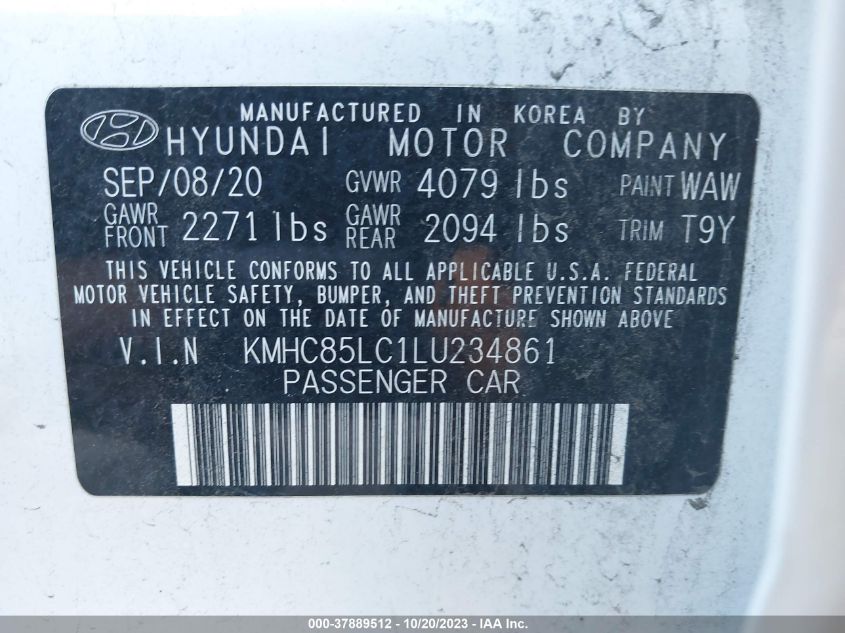 MANUFACTURED IN KOREA BY
HYUNDAI MOTOR COMPANY
SEP/08/20 GVWR 4079 lbs PAINT WAW
GAWR FRONT 2271 lbs GAWR REAR 2094 lbs TRIM T9Y
THIS VEHICLE CONFORMS TO ALL APPLICABLE U.S.A. FEDERAL
MOTOR VEHICLE SAFETY, BUMPER, AND THEFT PREVENTION STANDARDS
IN EFFECT ON THE DATE OF MANUFACTURE SHOWN ABOVE
V.I.N KMHC85LC1LU234861
PASSENGER CAR
000-37889512 - 10/20/2023 - IAAI.com